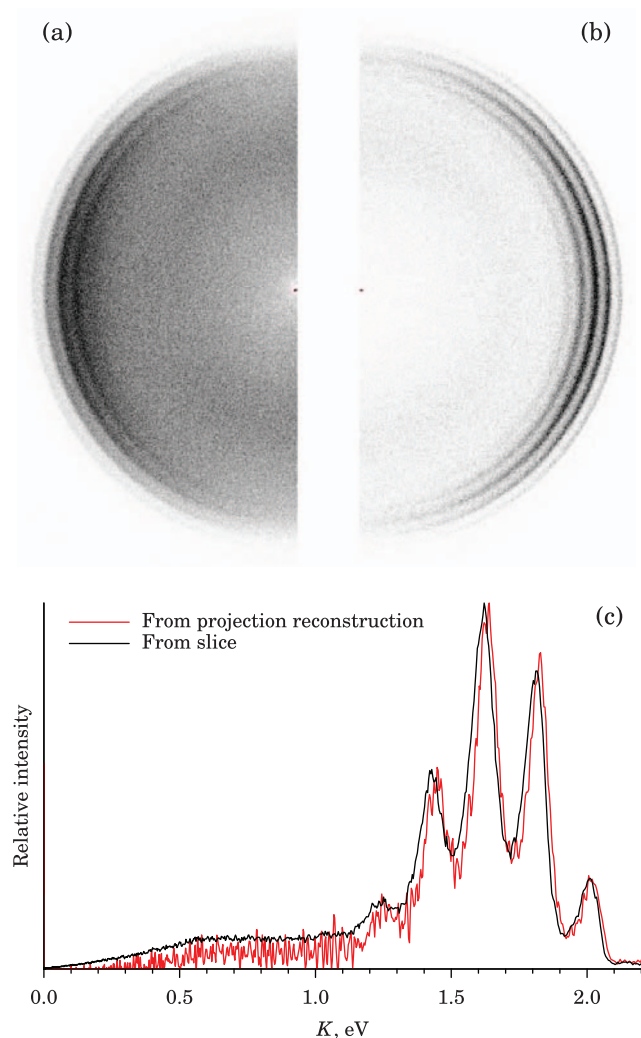 (a)
(b)
(c)
From projection reconstruction
From slice
Relative intensity
0.0 0.5 1.0 1.5 2.0
K, eV